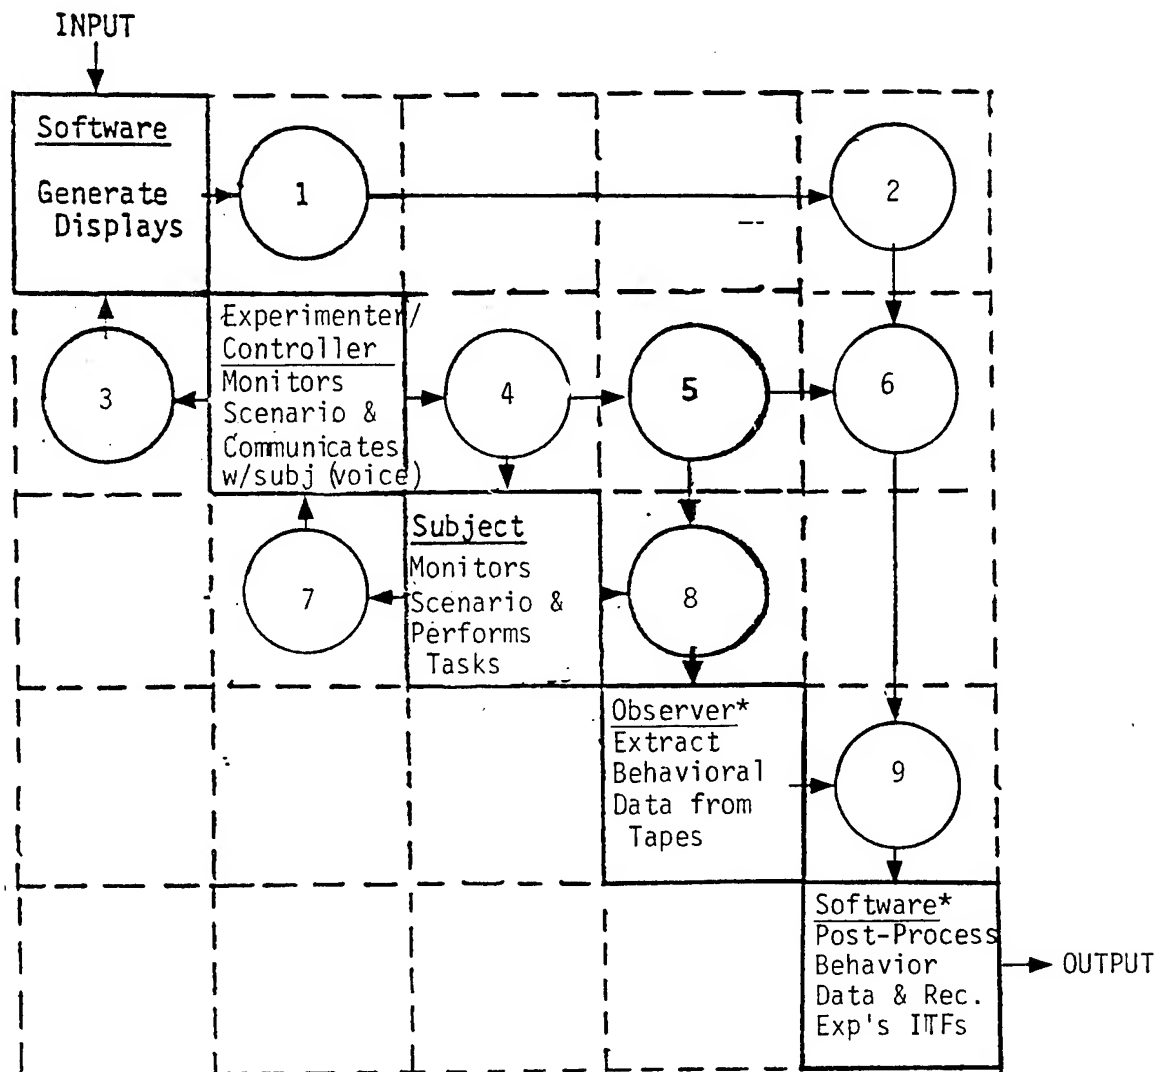 INPUT
Software
Generate
Displays
1
2
Experimenter/
Controller
Monitors
Scenario &
Communicates
w/subj (voice)
3
4
5
6
Subject
Monitors
Scenario &
Performs
Tasks
7
8
Observer*
Extract
Behavioral
Data from
Tapes
9
Software*
Post-Process
Behavior
Data & Rec.
Exp's ITFs
OUTPUT